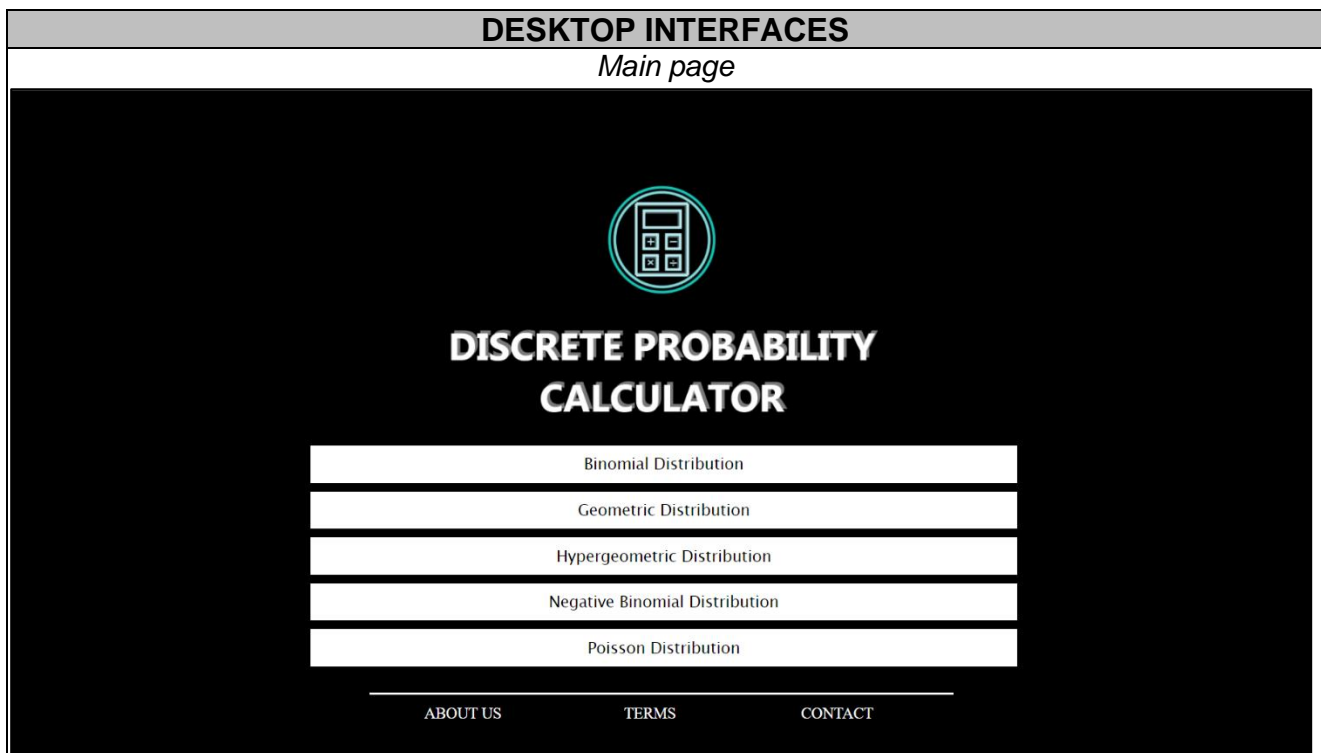 DESKTOP INTERFACES
Main page
DISCRETE PROBABILITY
CALCULATOR
Binomial Distribution
Geometric Distribution
Hypergeometric Distribution
Negative Binomial Distribution
Poisson Distribution
ABOUT US TERMS CONTACT